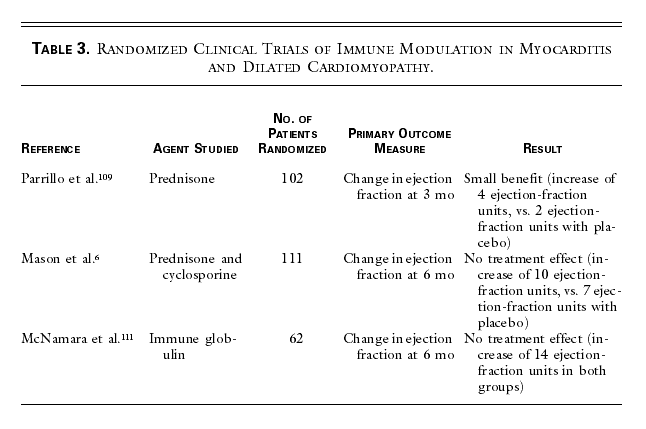 TABLE 3. RANDOMIZED CLINICAL TRIALS OF IMMUNE MODULATION IN MYOCARDITIS
AND DILATED CARDIOMYOPATHY.
REFERENCE
AGENT STUDIED
NO. OF
PATIENTS
RANDOMIZED
PRIMARY OUTCOME
MEASURE
RESULT
Parrillo et al.¹⁰⁹
Prednisone
102
Change in ejection
fraction at 3 mo
Small benefit (increase of
4 ejection-fraction
units, vs. 2 ejection-
fraction units with pla-
cebo)
Mason et al.⁶
Prednisone and
cyclosporine
111
Change in ejection
fraction at 6 mo
No treatment effect (in-
crease of 10 ejection-
fraction units, vs. 7 ejec-
tion-fraction units with
placebo)
McNamara et al.¹¹¹
Immune glob-
ulin
62
Change in ejection
fraction at 6 mo
No treatment effect (in-
crease of 14 ejection-
fraction units in both
groups)